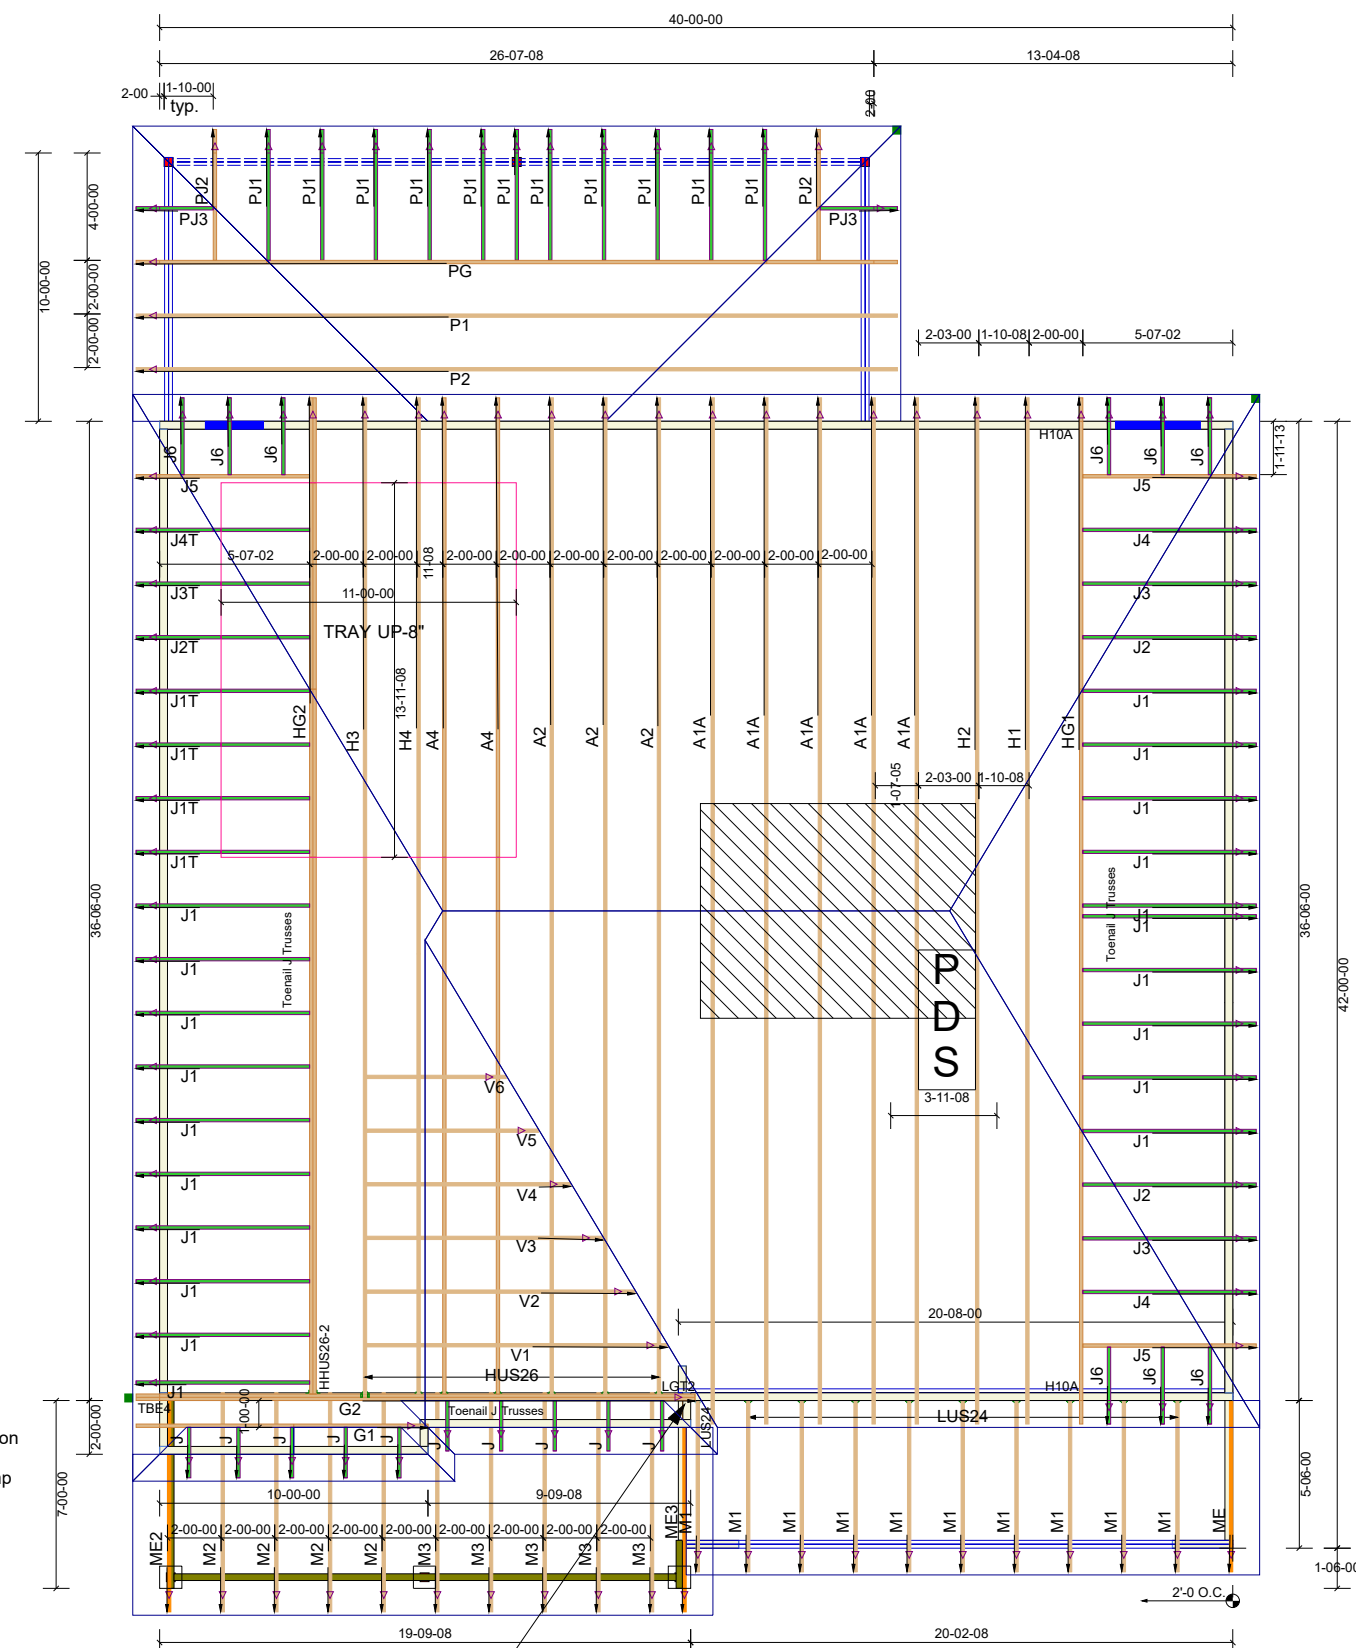 40-00-00
26-07-08 13-04-08
2-00 1-10-00 2-00
typ.
PJ2 PJ1 PJ1 PJ1 PJ1 PJ1 PJ1 PJ1 PJ1 PJ1 PJ1 PJ2
4-00-00
PJ3 PJ3
10-00-00
PG
2-00-00
P1
2-00-00
2-03-00 1-10-08 2-00-00 5-07-02
P2
H10A
1-11-13
J6 J6 J6 J6 J6 J6
J5 J5
J4T J4
5-07-02 2-00-00 2-00-00 11-08 2-00-00 2-00-00 2-00-00 2-00-00 2-00-00 2-00-00 2-00-00 2-00-00
J3T J3
11-00-00
TRAY UP-8"
J2T J2
13-11-08
J1T J1
HG2 H3 H4 A4 A4 A2 A2 A2 A1A A1A A1A A1A A1A H2 H1 HG1
J1T J1
1-07-05 2-03-00 1-10-08
J1T J1
J1T J1
36-06-00 36-06-00
42-00-00
Toenail J Trusses
Toenail J Trusses
J1 J1
J1
J1 J1
P
D
S
J1 J1
J1 J1
V6
3-11-08
J1 J1
V5
J1 J2
V4
J1 J3
V3
J1 J4
V2
20-08-00
J1 J5
V1
HHUS26-2
HUS26
LGT2
H10A
J6 J6 J6
J1
TBE4
G2
Toenail J Trusses
LUS24
LUS24
1-00-00
2-00-00
G1
J J J J J J J J J J
on
p
7-00-00
5-06-00
10-00-00 9-09-08
2-00-00 2-00-00 2-00-00 2-00-00 2-00-00 2-00-00 2-00-00 2-00-00 2-00-00
ME2 M2 M2 M2 M2 M3 M3 M3 M3 M3 ME3 M1 M1 M1 M1 M1 M1 M1 M1 M1 M1 ME
1-06-00
2'-0 O.C.
19-09-08 20-02-08